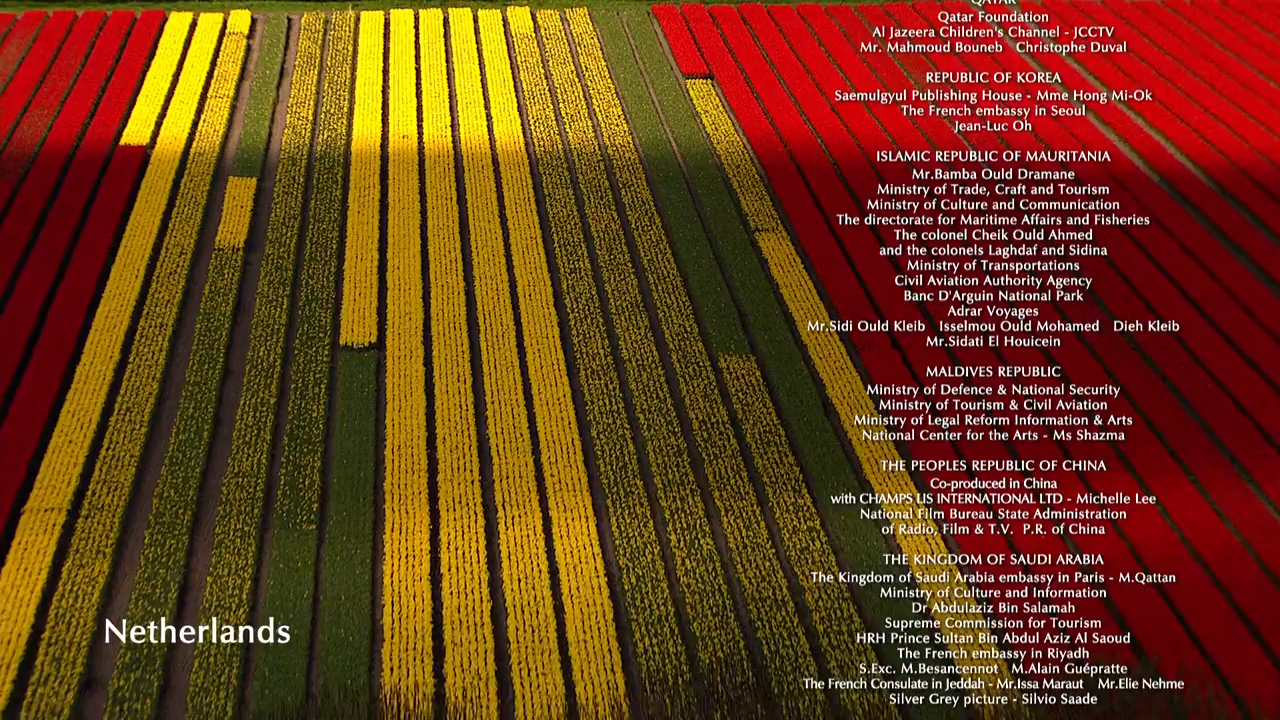 QATAR
Qatar Foundation
Al Jazeera Children's Channel - JCCTV
Mr. Mahmoud Bouneb Christophe Duval
REPUBLIC OF KOREA
Saemulgyul Publishing House - Mme Hong Mi-Ok
The French embassy in Seoul
Jean-Luc Oh
ISLAMIC REPUBLIC OF MAURITANIA
Mr.Bamba Ould Dramane
Ministry of Trade, Craft and Tourism
Ministry of Culture and Communication
The directorate for Maritime Affairs and Fisheries
The colonel Cheik Ould Ahmed
and the colonels Laghdaf and Sidina
Ministry of Transportations
Civil Aviation Authority Agency
Banc D'Arguin National Park
Adrar Voyages
Mr.Sidi Ould Kleib Isselmou Ould Mohamed Dieh Kleib
Mr.Sidati El Houicein
MALDIVES REPUBLIC
Ministry of Defence & National Security
Ministry of Tourism & Civil Aviation
Ministry of Legal Reform Information & Arts
National Center for the Arts - Ms Shazma
THE PEOPLES REPUBLIC OF CHINA
Co-produced in China
with CHAMPS LIS INTERNATIONAL LTD - Michelle Lee
National Film Bureau State Administration
of Radio, Film & T.V. P.R. of China
THE KINGDOM OF SAUDI ARABIA
The Kingdom of Saudi Arabia embassy in Paris - M.Qattan
Ministry of Culture and Information
Dr Abdulaziz Bin Salamah
Supreme Commission for Tourism
HRH Prince Sultan Bin Abdul Aziz Al Saoud
The French embassy in Riyadh
S.Exc. M.Besancennot M.Alain Guépratte
The French Consulate in Jeddah - Mr.Issa Maraut Mr.Elie Nehme
Silver Grey picture - Silvio Saade
Netherlands